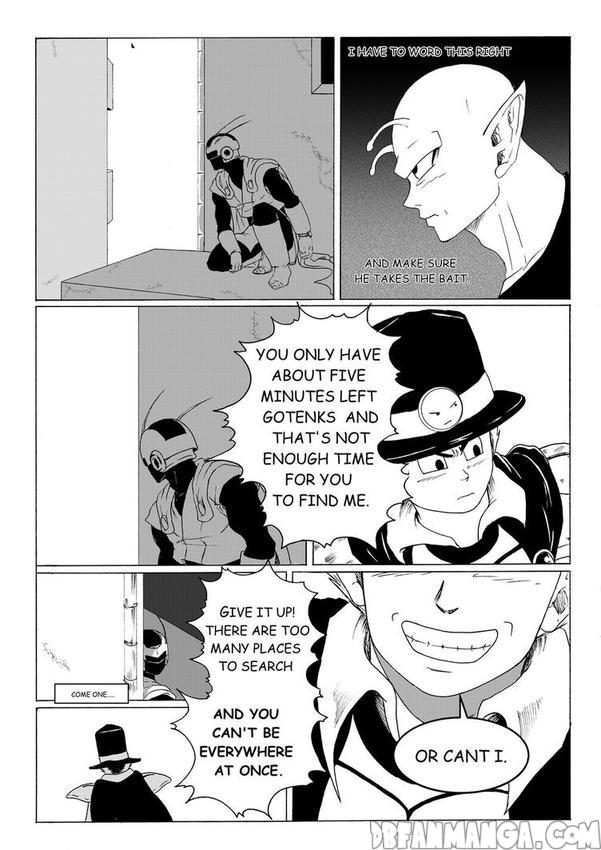 I HAVE TO WORD THIS RIGHT
AND MAKE SURE
HE TAKES THE BAIT.
YOU ONLY HAVE
ABOUT FIVE
MINUTES LEFT
GOTENKS AND
THAT'S NOT
ENOUGH TIME
FOR YOU
TO FIND ME.
GIVE IT UP!
THERE ARE TOO
MANY PLACES
TO SEARCH
AND YOU
CAN'T BE
EVERYWHERE
AT ONCE.
COME ONE....
OR CANT I.
DBFANMANGA.COM